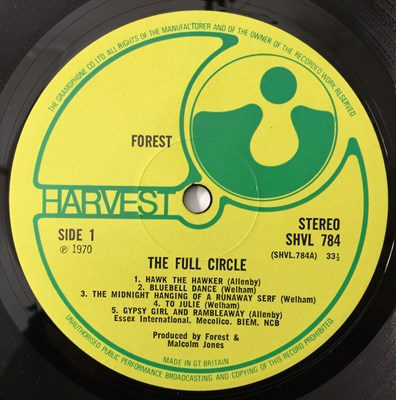 THE GRAMOPHONE CO LTD. ALL RIGHTS OF THE MANUFACTURER AND OF THE OWNER OF THE RECORDED WORK RESERVED.
FOREST
HARVEST
SIDE 1
℗ 1970
STEREO
SHVL 784
(SHVL.784A) 33⅓
THE FULL CIRCLE
1. HAWK THE HAWKER (Allenby)
2. BLUEBELL DANCE (Welham)
3. THE MIDNIGHT HANGING OF A RUNAWAY SERF (Welham)
4. TO JULIE (Welham)
5. GYPSY GIRL AND RAMBLEAWAY (Allenby)
Essex International. Mecolico. BIEM. NCB
Produced by Forest &
Malcolm Jones
MADE IN GT BRITAIN
UNAUTHORISED PUBLIC PERFORMANCE BROADCASTING AND COPYING OF THIS RECORD PROHIBITED.